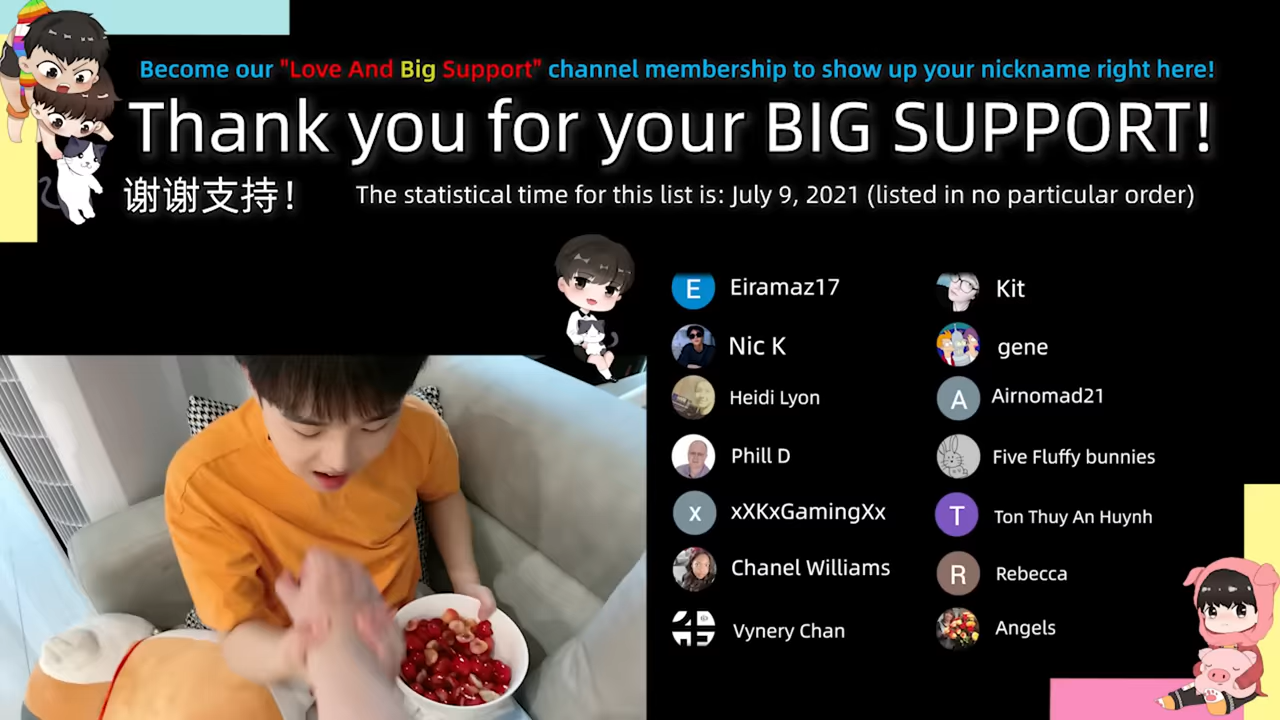 Become our "Love And Big Support" channel membership to show up your nickname right here!
Thank you for your BIG SUPPORT!
谢谢支持!
The statistical time for this list is: July 9, 2021 (listed in no particular order)
E Eiramaz17
Kit
Nic K
gene
Heidi Lyon
A Airnomad21
Phill D
Five Fluffy bunnies
x xXKxGamingXx
T Ton Thuy An Huynh
Chanel Williams
R Rebecca
Vynery Chan
Angels